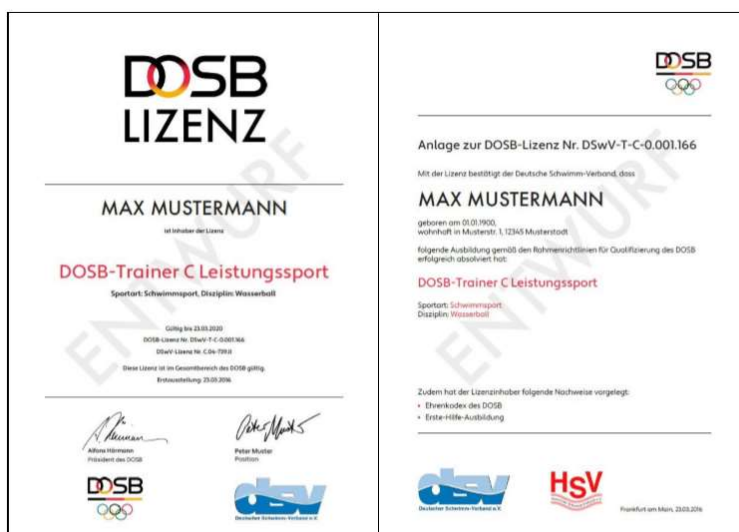 DOSB
LIZENZ
MAX MUSTERMANN
ist Inhaber der Lizenz
DOSB-Trainer C Leistungssport
Sportart: Schwimmsport, Disziplin: Wasserball
Gültig bis 23.03.2020
DOSB-Lizenz Nr. DSwV-T-C-0.001.166
DSwV-Lizenz Nr.
Diese Lizenz ist im Gesamtbereich des DOSB gültig.
Erstausstellung: 23.03.2016
Alfons Hörmann
Präsident des DOSB
Peter Muster
Position
DOSB
dsv
Deutscher Schwimm-Verband e.V.
ENTWURF
DOSB
Anlage zur DOSB-Lizenz Nr. DSwV-T-C-0.001.166
Mit der Lizenz bestätigt der Deutsche Schwimm-Verband, dass
MAX MUSTERMANN
geboren am 01.01.1900,
wohnhaft in Musterstr. 1, 12345 Musterstadt
folgende Ausbildung gemäß den Rahmenrichtlinien für Qualifizierung des DOSB
erfolgreich absolviert hat:
DOSB-Trainer C Leistungssport
Sportart: Schwimmsport
Disziplin: Wasserball
Zudem hat der Lizenzinhaber folgende Nachweise vorgelegt:
• Ehrenkodex des DOSB
• Erste-Hilfe-Ausbildung
dsv
Deutscher Schwimm-Verband e.V.
HSV
Frankfurt am Main, 23.03.2016
ENTWURF